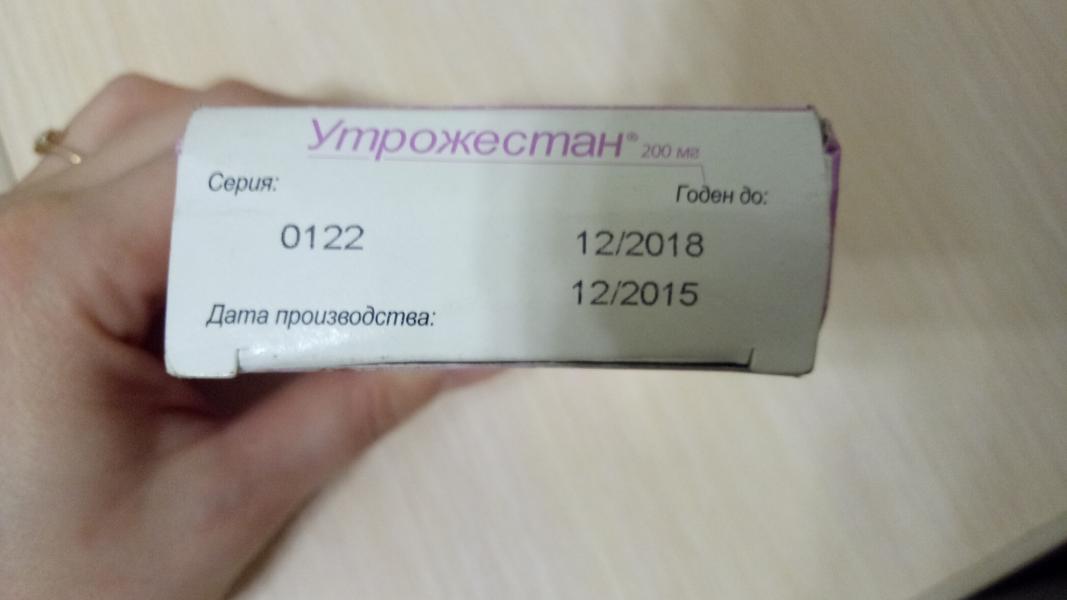 Утрожестан® 200 мг
Серия:
Годен до:
0122
12/2018
12/2015
Дата производства: